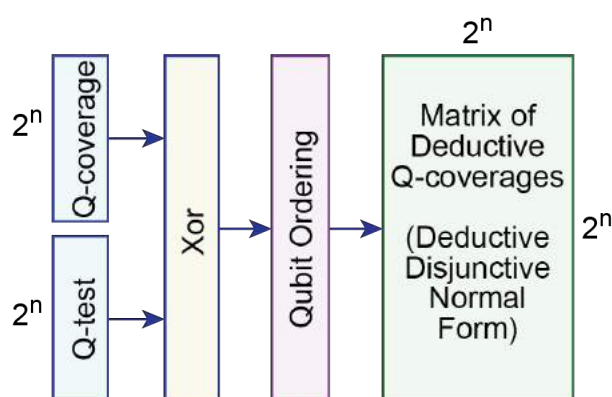 2^n
Q-coverage
2^n
Q-test
2^n
Xor
Qubit Ordering
Matrix of
Deductive
Q-coverages
(Deductive
Disjunctive
Normal
Form)
2^n